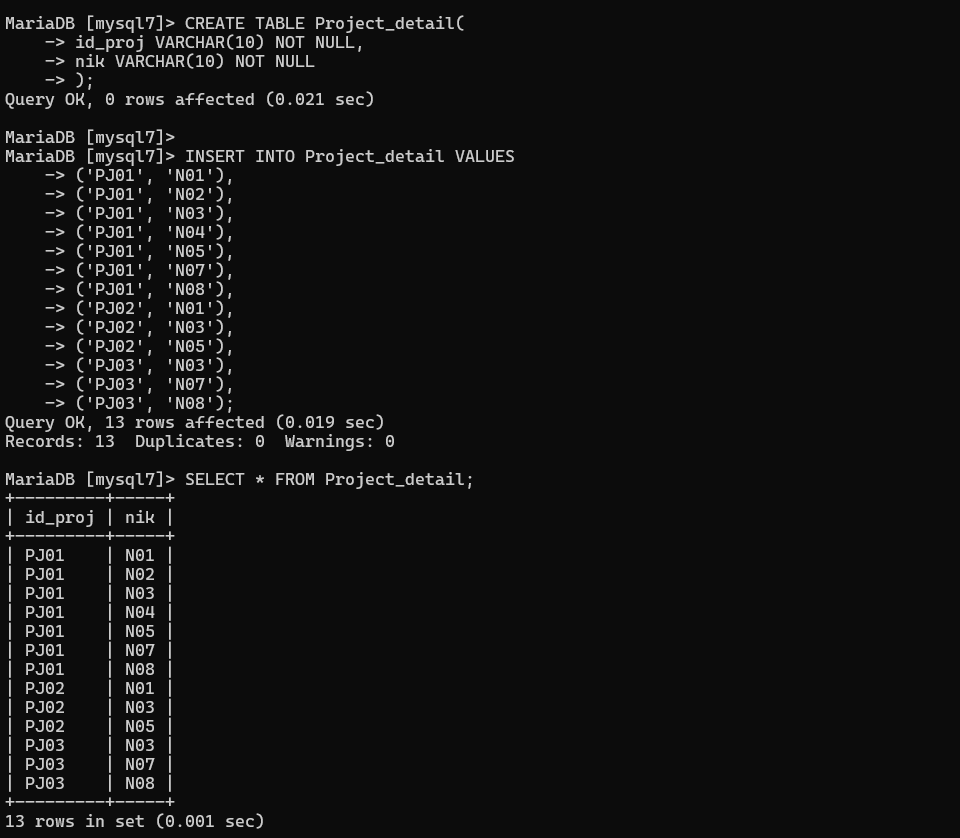 MariaDB [mysql7]> CREATE TABLE Project_detail(
    -> id_proj VARCHAR(10) NOT NULL,
    -> nik VARCHAR(10) NOT NULL
    -> );
Query OK, 0 rows affected (0.021 sec)

MariaDB [mysql7]>
MariaDB [mysql7]> INSERT INTO Project_detail VALUES
    -> ('PJ01', 'N01'),
    -> ('PJ01', 'N02'),
    -> ('PJ01', 'N03'),
    -> ('PJ01', 'N04'),
    -> ('PJ01', 'N05'),
    -> ('PJ01', 'N07'),
    -> ('PJ01', 'N08'),
    -> ('PJ02', 'N01'),
    -> ('PJ02', 'N03'),
    -> ('PJ02', 'N05'),
    -> ('PJ03', 'N03'),
    -> ('PJ03', 'N07'),
    -> ('PJ03', 'N08');
Query OK, 13 rows affected (0.019 sec)
Records: 13  Duplicates: 0  Warnings: 0

MariaDB [mysql7]> SELECT * FROM Project_detail;
+---------+-----+
| id_proj | nik |
+---------+-----+
| PJ01    | N01 |
| PJ01    | N02 |
| PJ01    | N03 |
| PJ01    | N04 |
| PJ01    | N05 |
| PJ01    | N07 |
| PJ01    | N08 |
| PJ02    | N01 |
| PJ02    | N03 |
| PJ02    | N05 |
| PJ03    | N03 |
| PJ03    | N07 |
| PJ03    | N08 |
+---------+-----+
13 rows in set (0.001 sec)